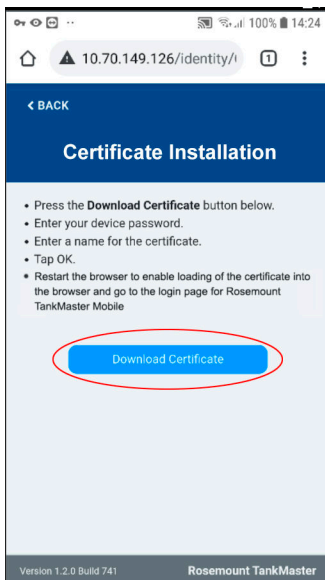 100% 14:24
10.70.149.126/identity/
1
BACK
Certificate Installation
• Press the Download Certificate button below.
• Enter your device password.
• Enter a name for the certificate.
• Tap OK.
• Restart the browser to enable loading of the certificate into
the browser and go to the login page for Rosemount
TankMaster Mobile
Download Certificate
Version 1.2.0 Build 741 Rosemount TankMaster